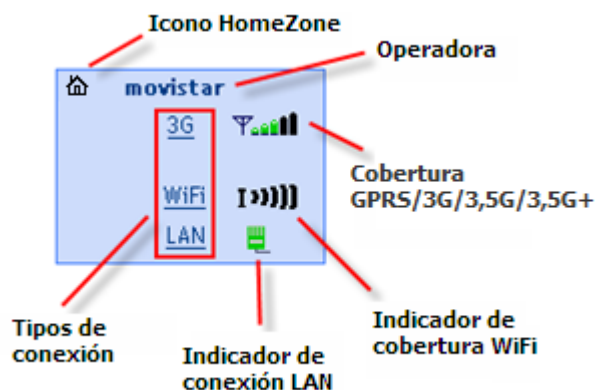 Icono HomeZone
Operadora
movistar
3G
Cobertura
GPRS/3G/3,5G/3,5G+
WiFi
LAN
Tipos de
conexión
Indicador de
conexión LAN
Indicador de
cobertura WiFi